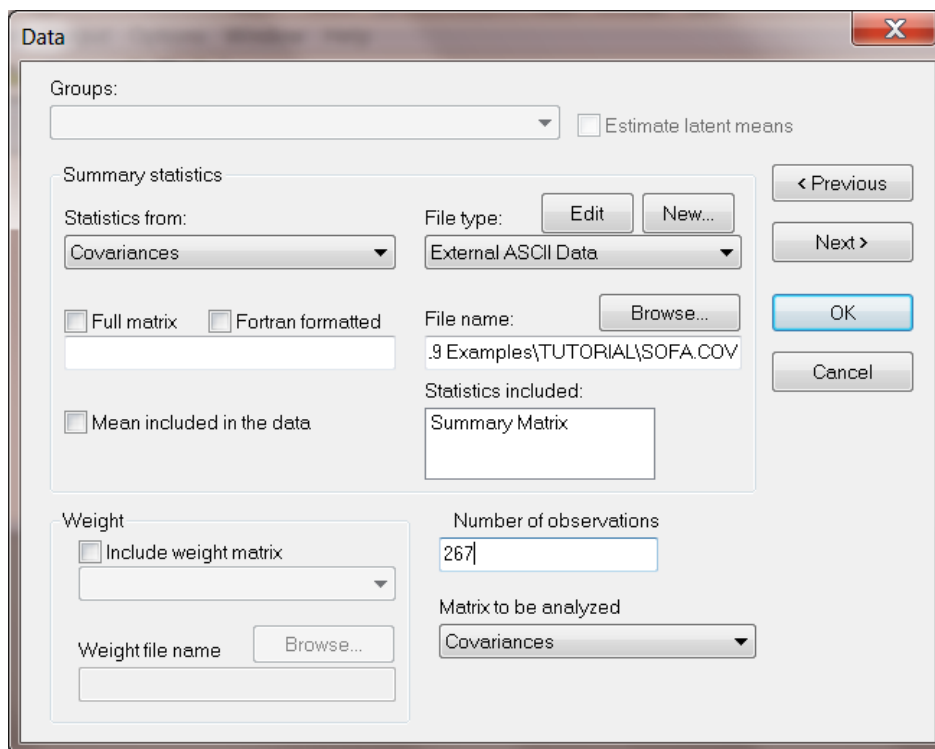 Data
X
Groups:
Estimate latent means
Summary statistics
Statistics from:
Covariances
File type:
Edit
New...
External ASCII Data
Full matrix
Fortran formatted
File name:
Browse...
.9 Examples\TUTORIAL\SOFA.COV
Mean included in the data
Statistics included:
Summary Matrix
< Previous
Next >
OK
Cancel
Weight
Include weight matrix
Weight file name
Browse...
Number of observations
267
Matrix to be analyzed
Covariances